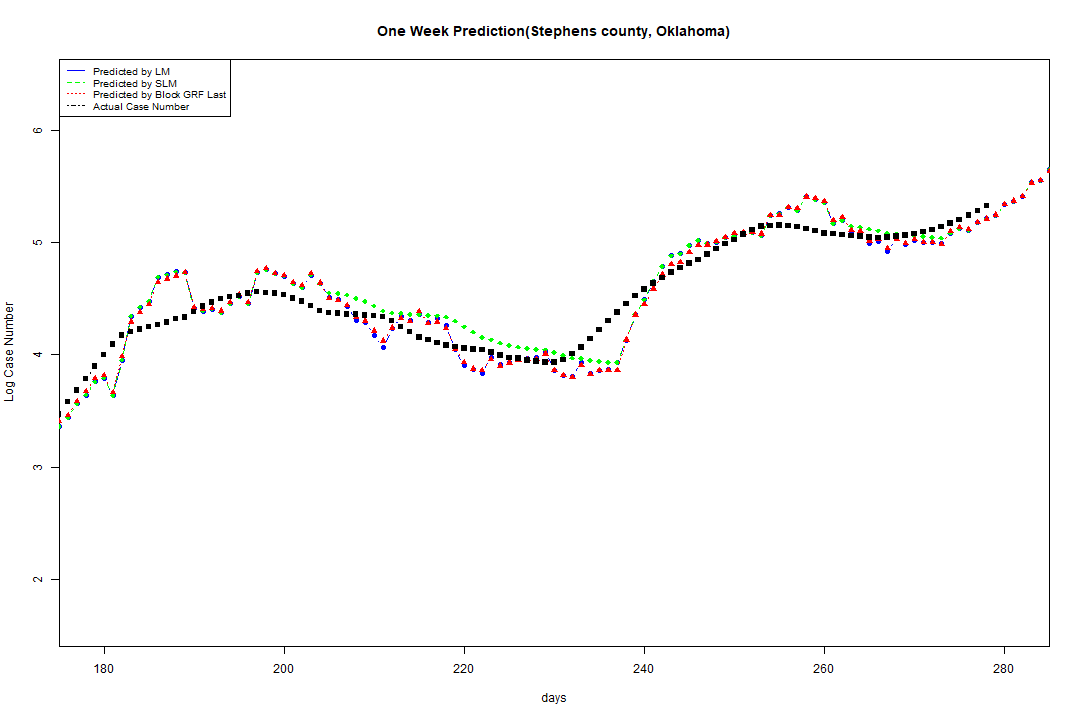 One Week Prediction(Stephens county, Oklahoma)
Predicted by LM
Predicted by SLM
Predicted by Block GRF Last
Actual Case Number
6
5
4
3
2
Log Case Number
180 200 220 240 260 280
days